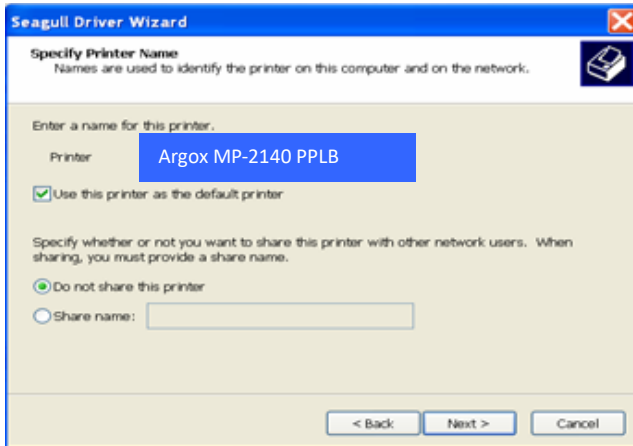 Seagull Driver Wizard
Specify Printer Name
Names are used to identify the printer on this computer and on the network.
Enter a name for this printer.
Printer
Argox MP-2140 PPLB
Use this printer as the default printer
Specify whether or not you want to share this printer with other network users. When
sharing, you must provide a share name.
Do not share this printer
Share name:
< Back
Next >
Cancel